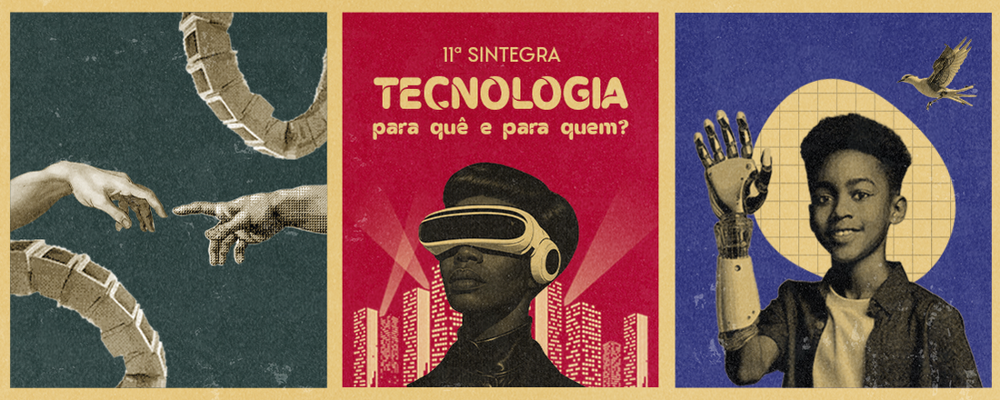 11ª SINTEGRA
TECNOLOGIA
para quê e para quem?